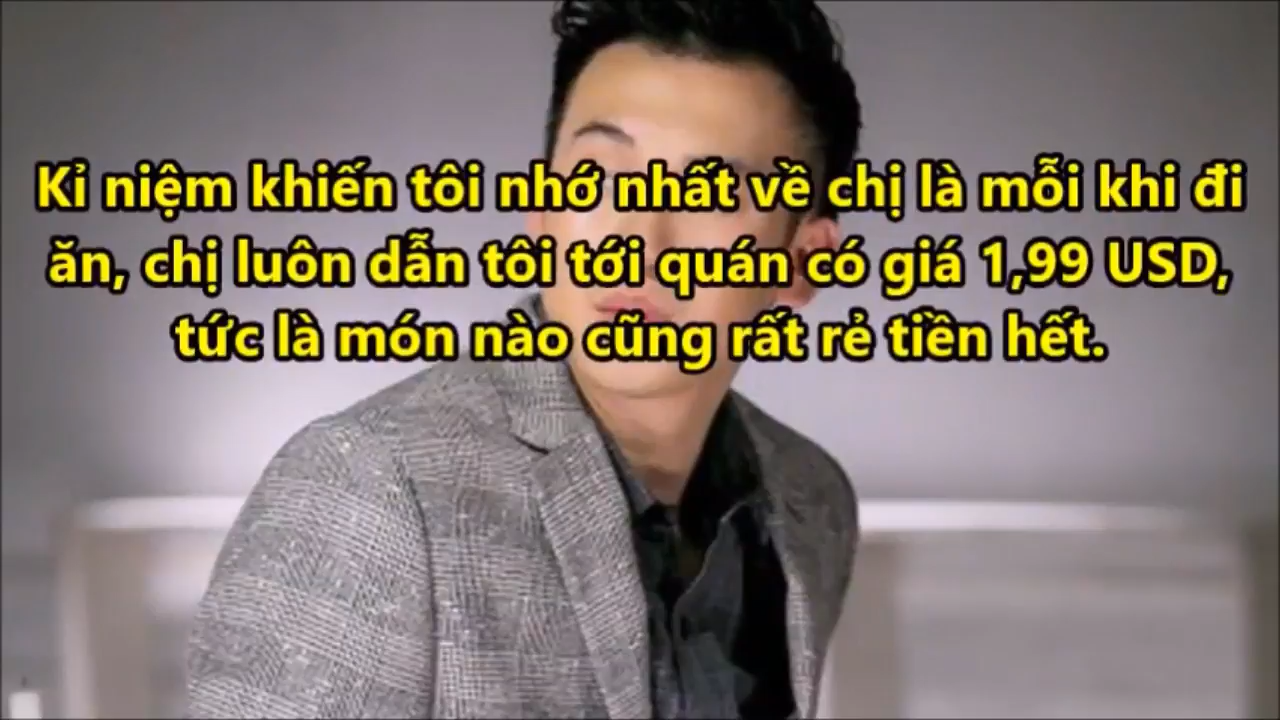 Kỉ niệm khiến tôi nhớ nhất về chị là mỗi khi đi
ăn, chị luôn dẫn tôi tới quán có giá 1,99 USD,
tức là món nào cũng rất rẻ tiền hết.